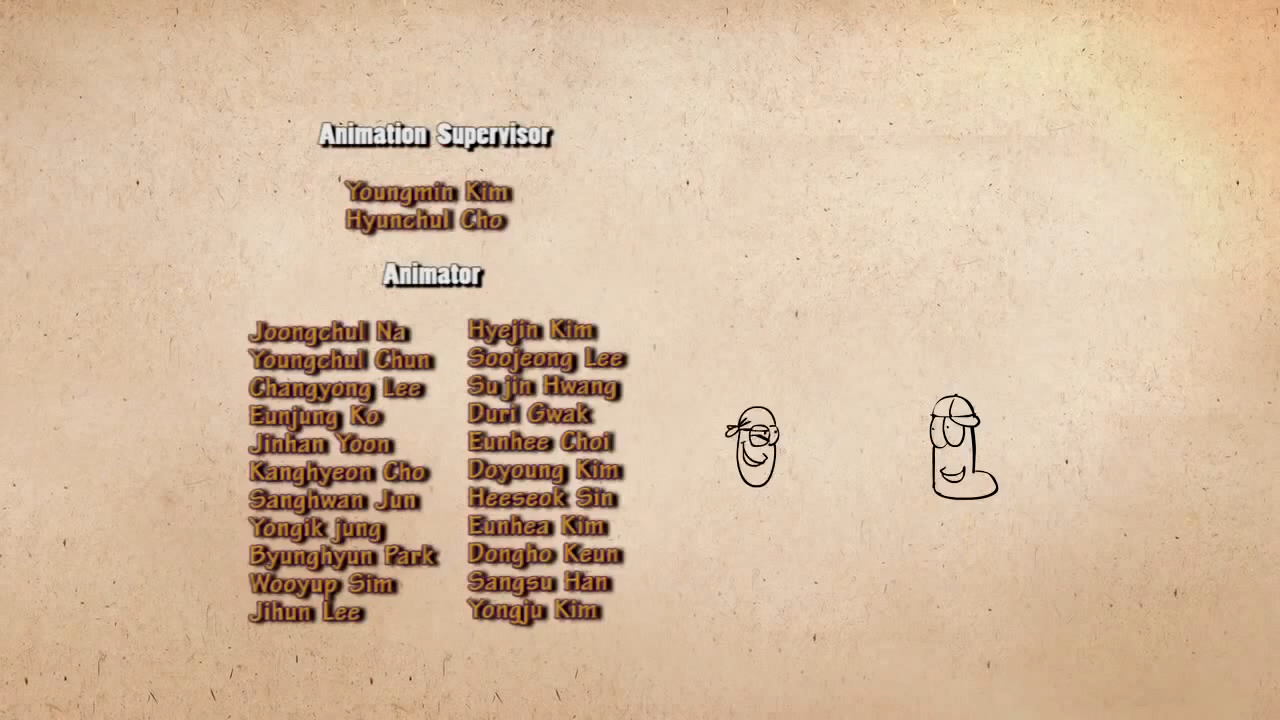 Animation Supervisor
Youngmin Kim
Hyunchul Cho
Animator
Joongchul Na
Youngchul Chun
Changyong Lee
Eunjung Ko
Jinhan Yoon
Kanghyeon Cho
Sanghwan Jun
Yongik jung
Byunghyun Park
Wooyup Sim
Jihun Lee
Hyejin Kim
Soojeong Lee
Sujin Hwang
Duri Gwak
Eunhee Choi
Doyoung Kim
Heeseok Sin
Eunhea Kim
Dongho Keun
Sangsu Han
Yongju Kim